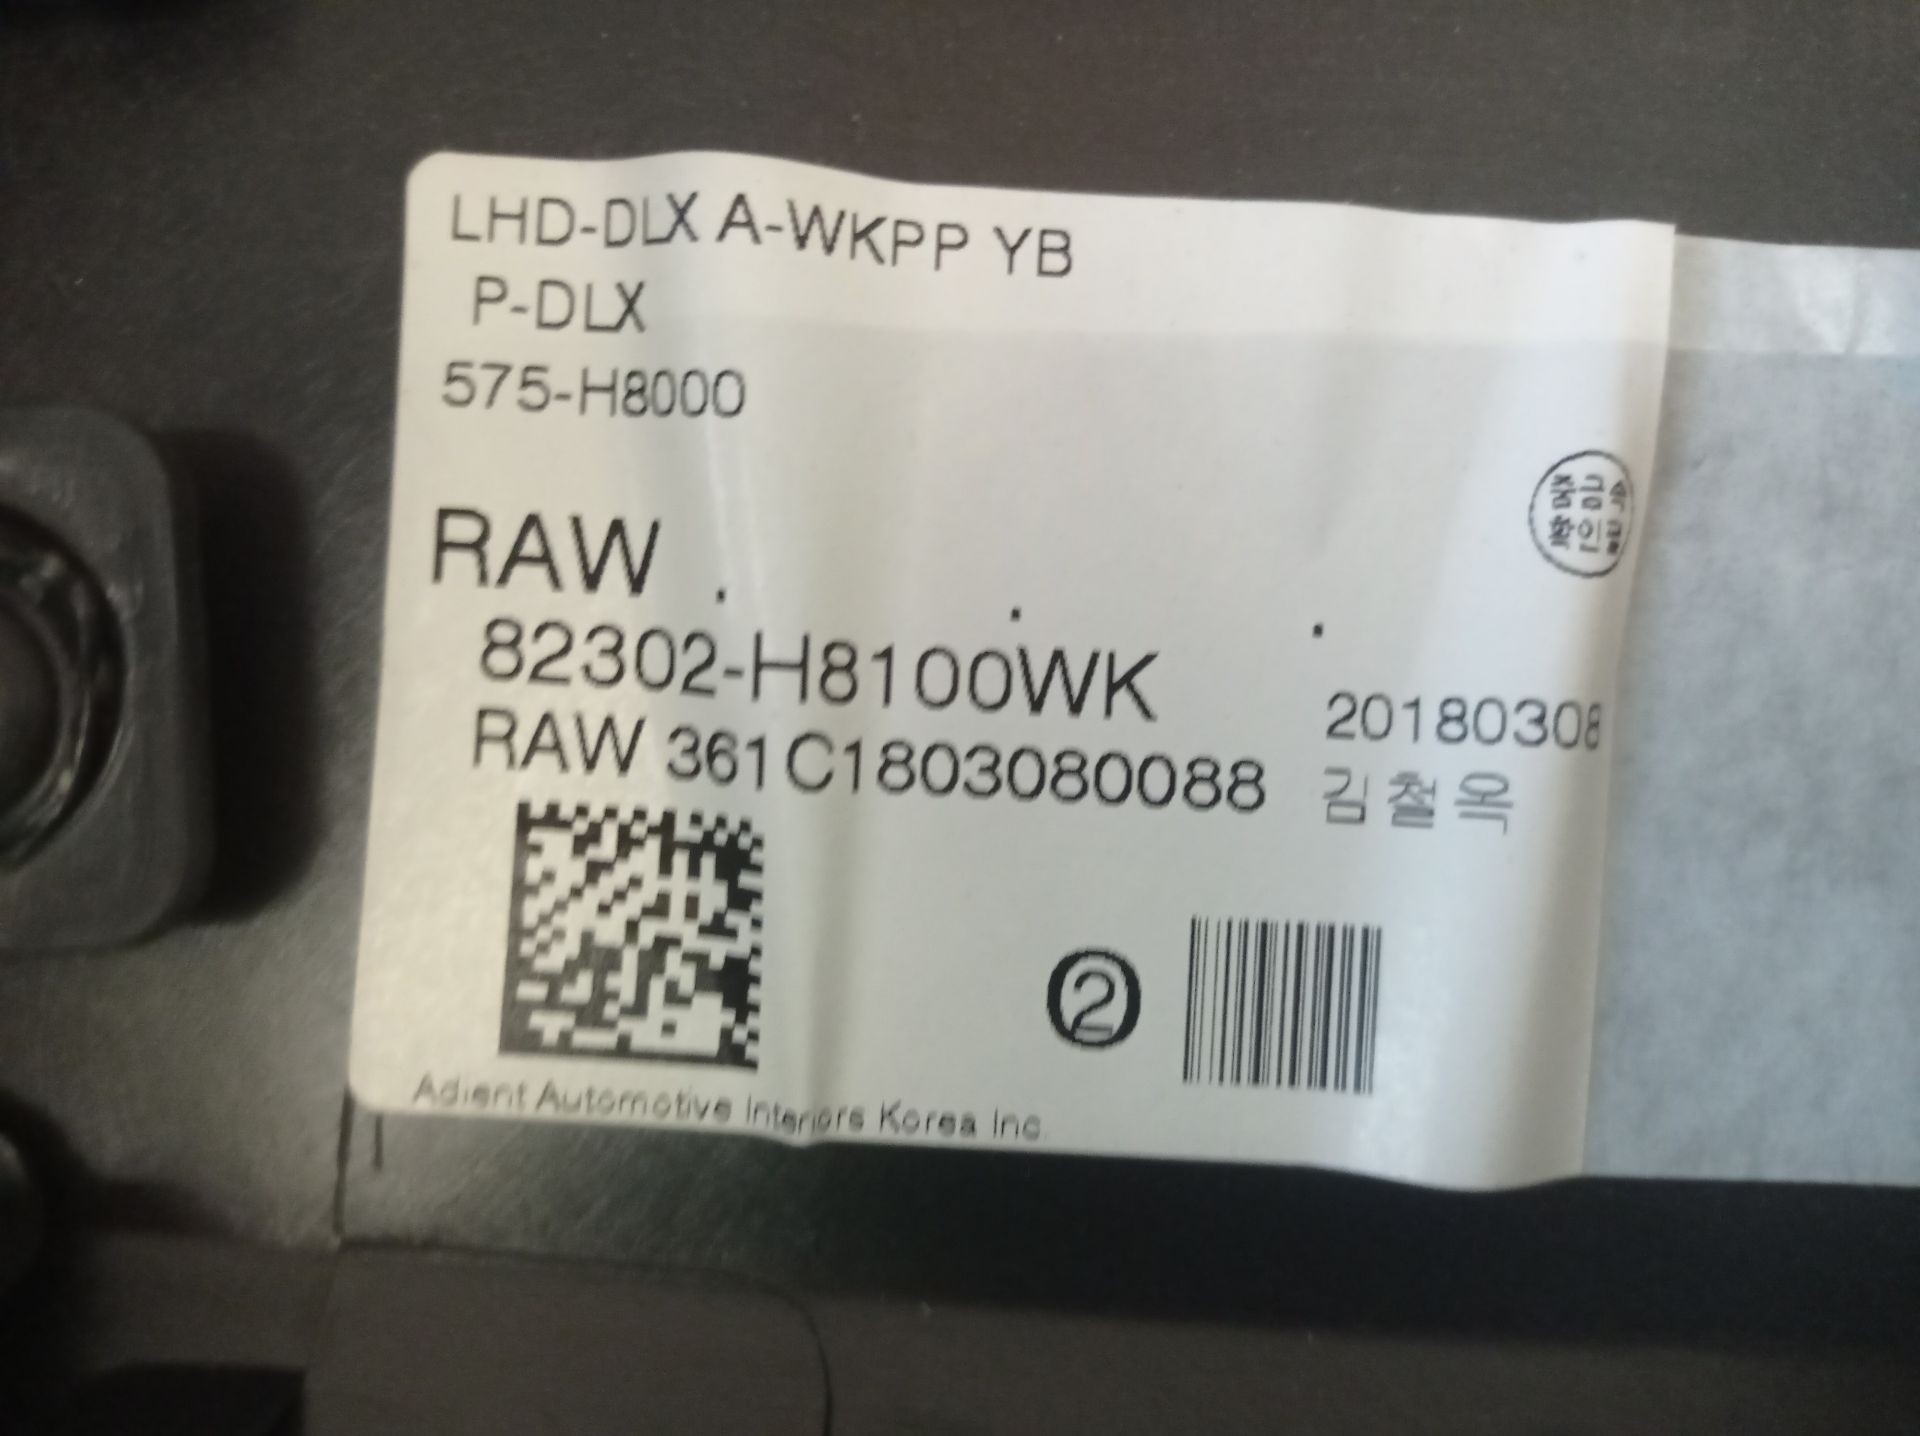 LHD-DLX A-WKPP YB
P-DLX
575-H8000
RAW
82302-H8100WK
20180308
RAW 361C1803080088
김철옥
②
Adient Automotive Interiors Korea Inc.